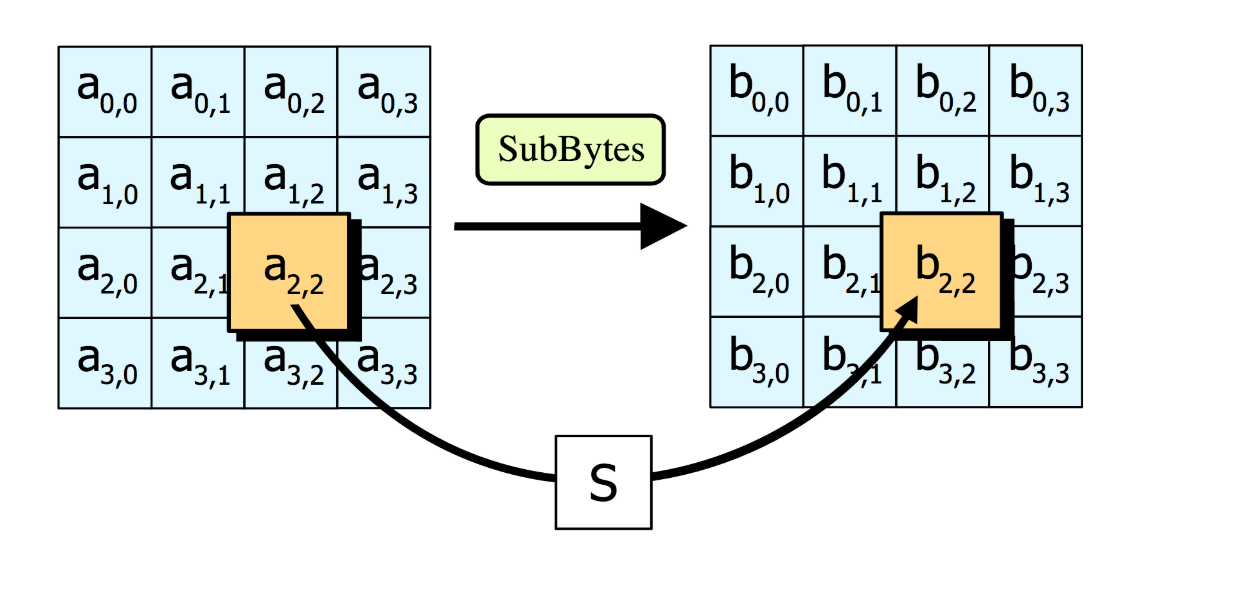 a0,0 a0,1 a0,2 a0,3
a1,0 a1,1 a1,2 a1,3
a2,0 a2,1 a2,2 a2,3
a3,0 a3,1 a3,2 a3,3
SubBytes
b0,0 b0,1 b0,2 b0,3
b1,0 b1,1 b1,2 b1,3
b2,0 b2,1 b2,2 b2,3
b3,0 b3,1 b3,2 b3,3
S